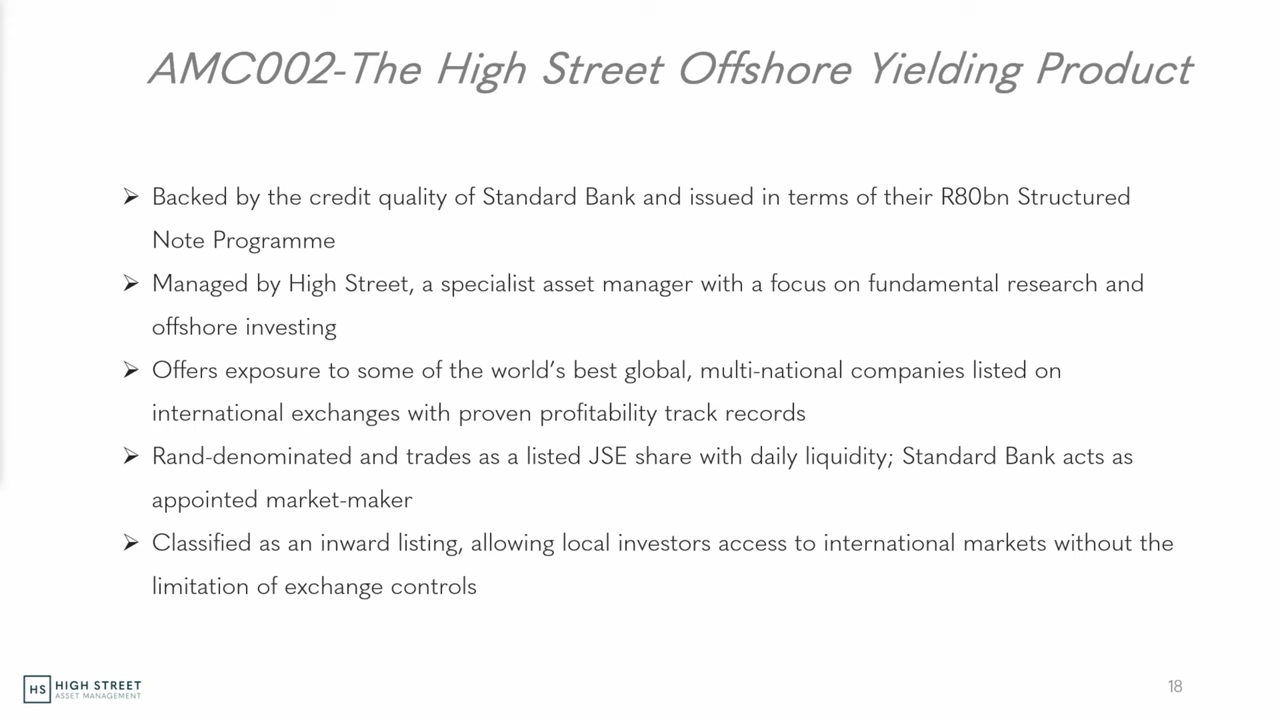 AMC002-The High Street Offshore Yielding Product
➢ Backed by the credit quality of Standard Bank and issued in terms of their R80bn Structured
Note Programme
➢ Managed by High Street, a specialist asset manager with a focus on fundamental research and
offshore investing
➢ Offers exposure to some of the world’s best global, multi-national companies listed on
international exchanges with proven profitability track records
➢ Rand-denominated and trades as a listed JSE share with daily liquidity; Standard Bank acts as
appointed market-maker
➢ Classified as an inward listing, allowing local investors access to international markets without the
limitation of exchange controls
HS HIGH STREET
ASSET MANAGEMENT
18